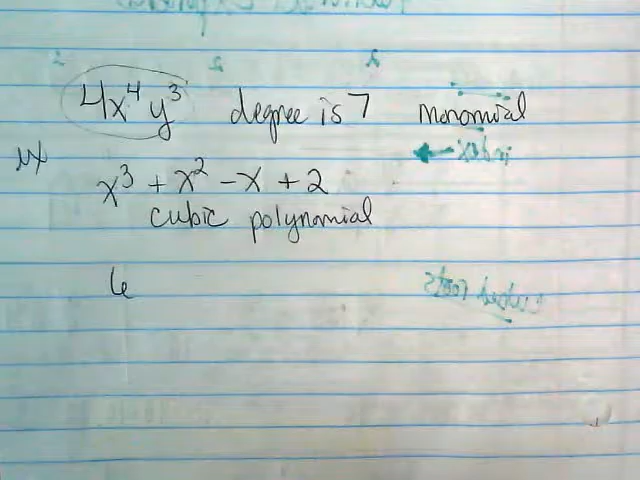 4x⁴y³ degree is 7 monomial
x³ + x² - x + 2
cubic polynomial
6